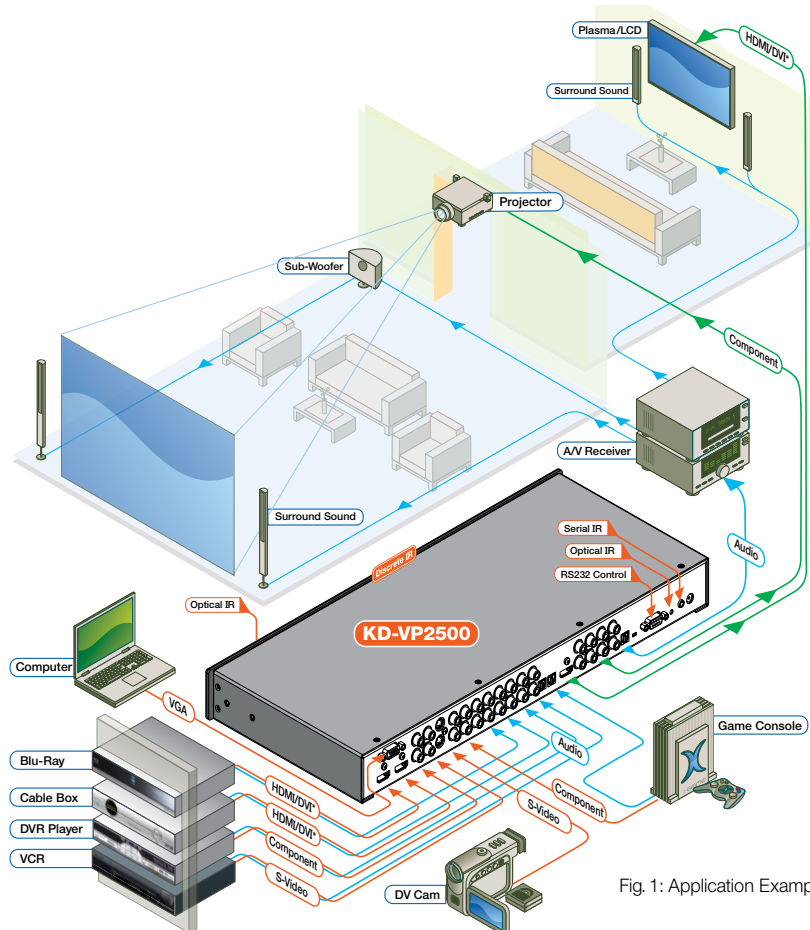 Plasma/LCD
HDMI/DVI*
Surround Sound
Projector
Sub-Woofer
Component
A/V Receiver
Surround Sound
Serial IR
Optical IR
Audio
RS232 Control
Discrete IR
Optical IR
KD-VP2500
Computer
VGA
Game Console
Blu-Ray
Audio
HDMI/DVI*
Component
Cable Box
S-Video
HDMI/DVI*
DVR Player
Component
VCR
S-Video
DV Cam
Fig. 1: Application Examp